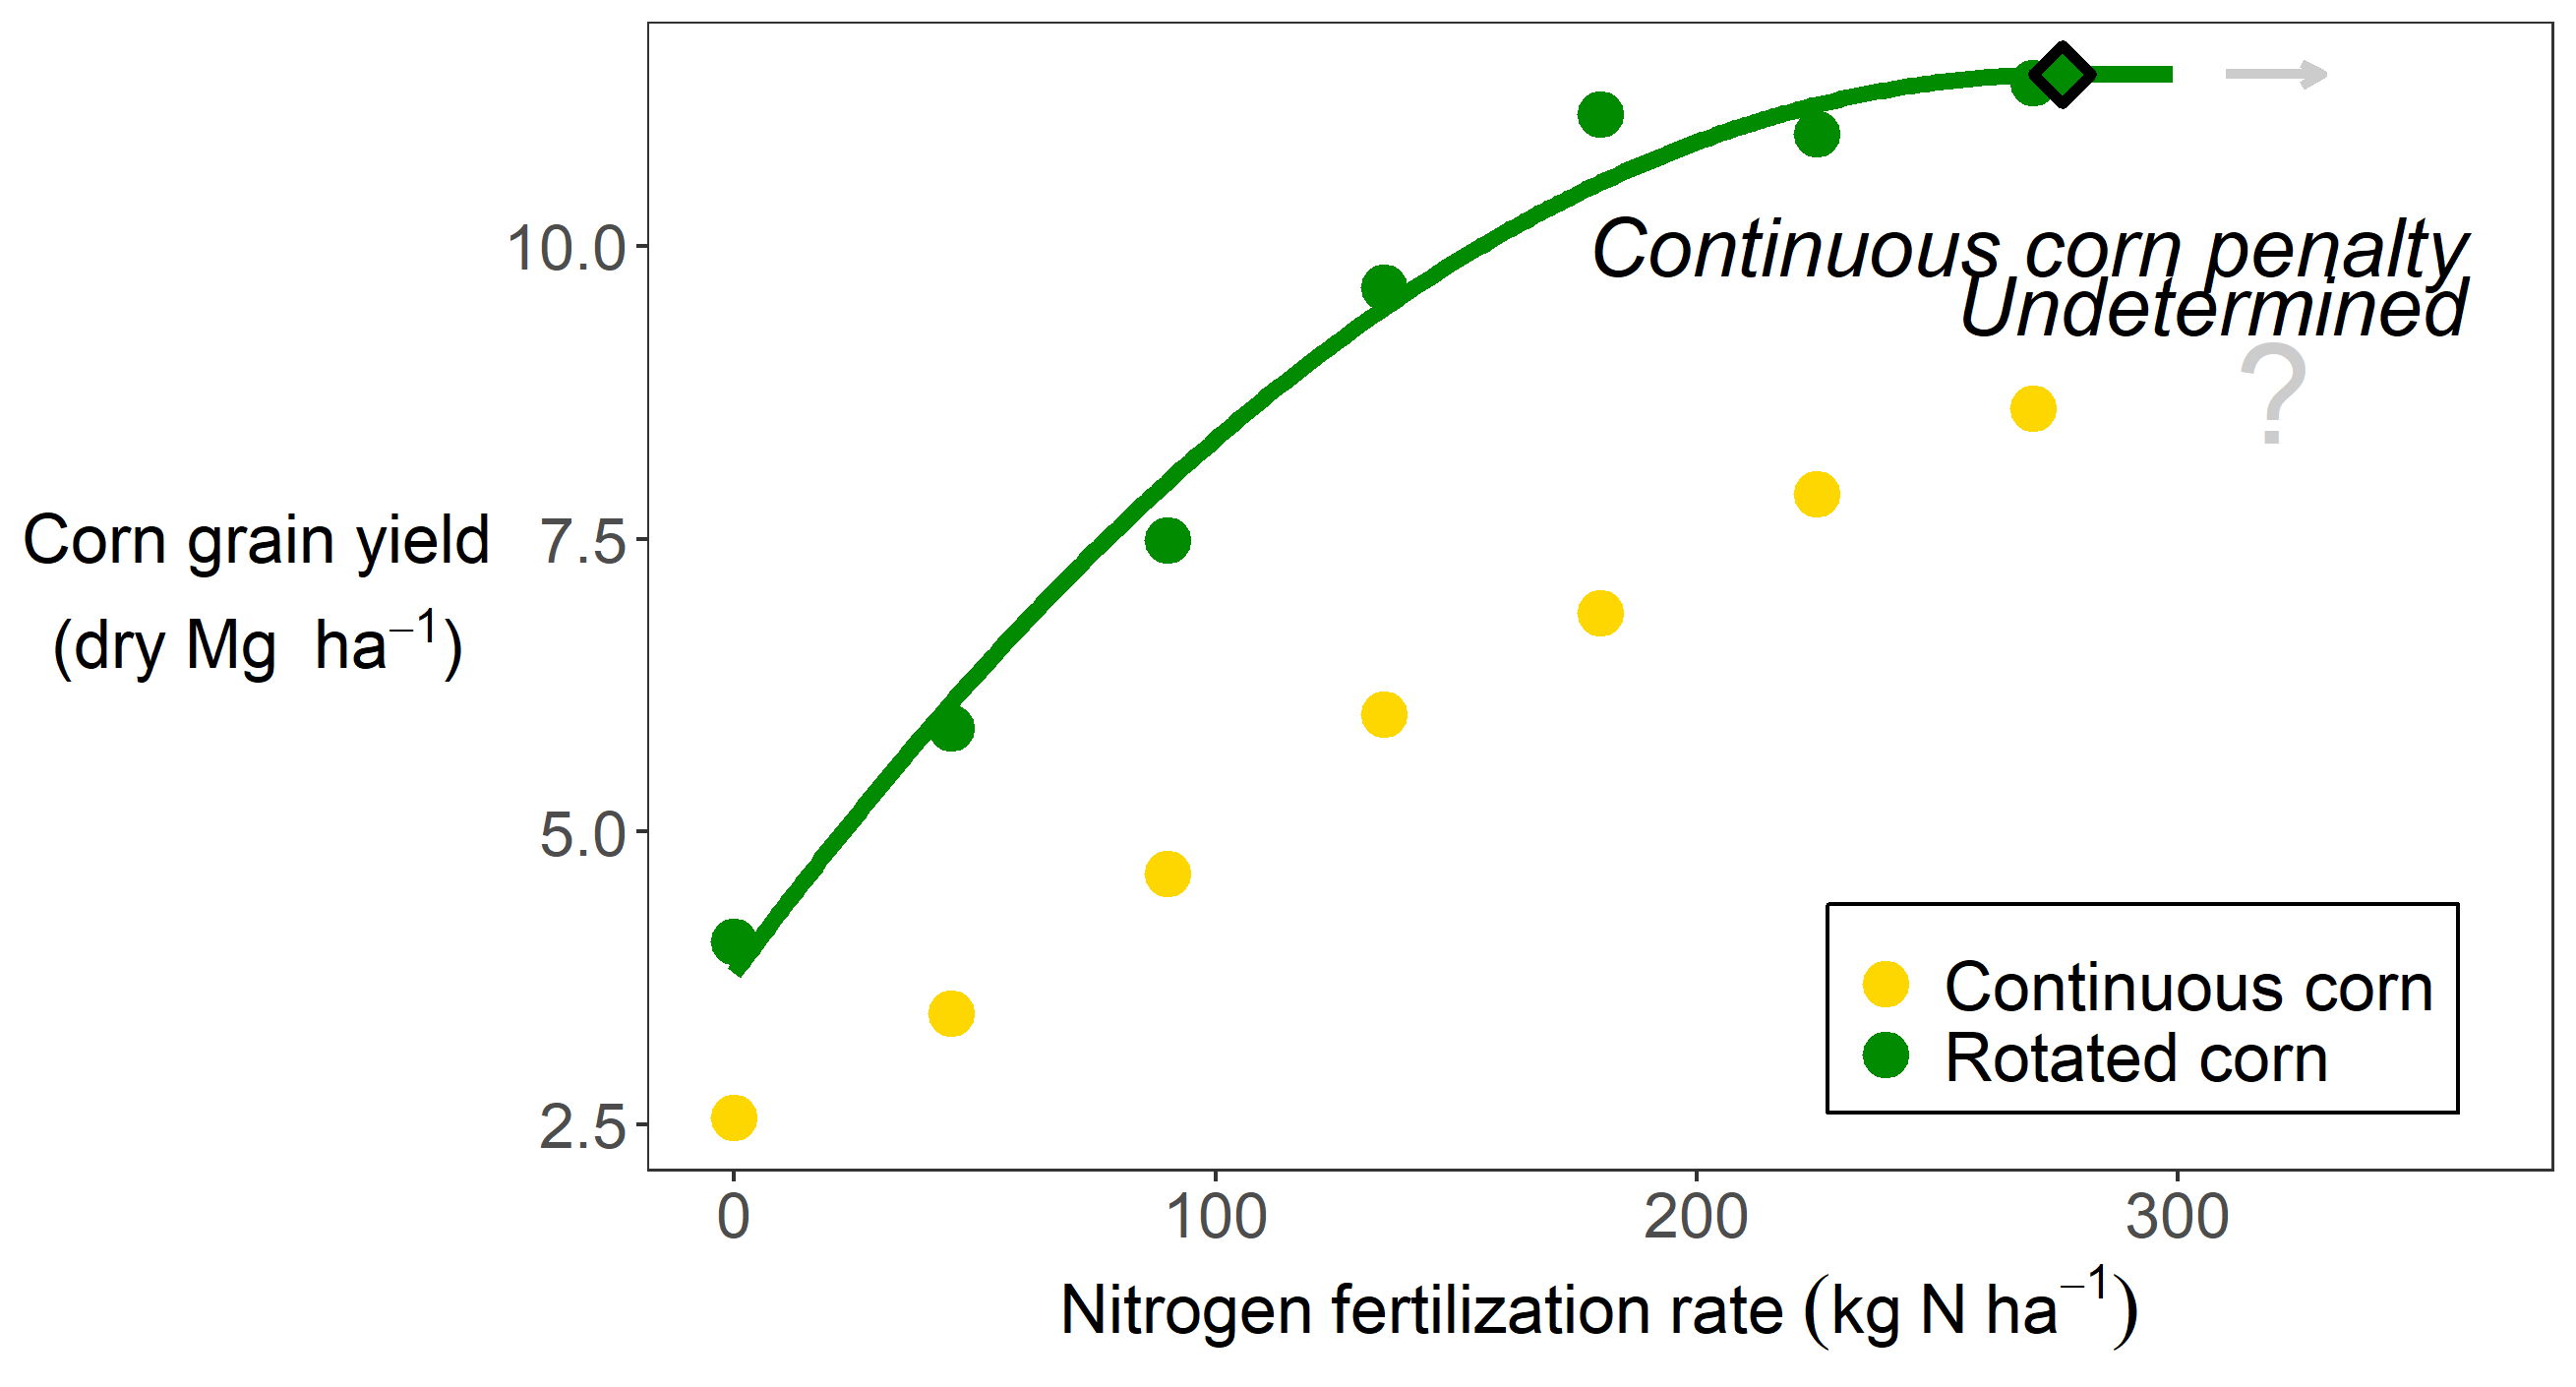 10.0
7.5
5.0
2.5
Corn grain yield
(dry Mg ha⁻¹)
Continuous corn penalty
Undetermined
?
Continuous corn
Rotated corn
0 100 200 300
Nitrogen fertilization rate (kg N ha⁻¹)